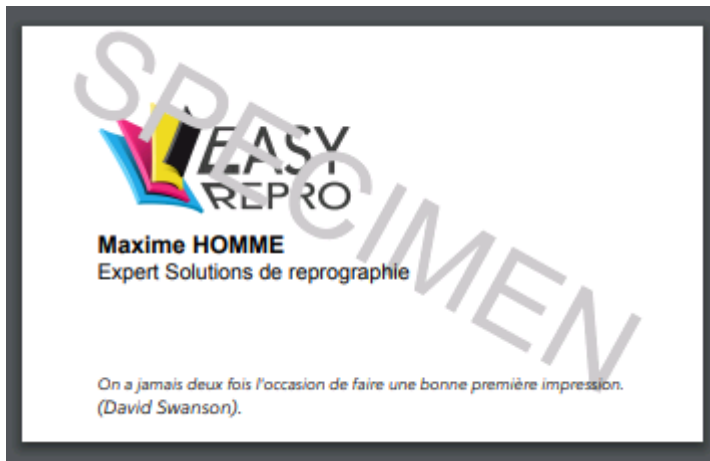 SPECIMEN
EASY
REPRO
Maxime HOMME
Expert Solutions de reprographie
On a jamais deux fois l'occasion de faire une bonne première impression.
(David Swanson).